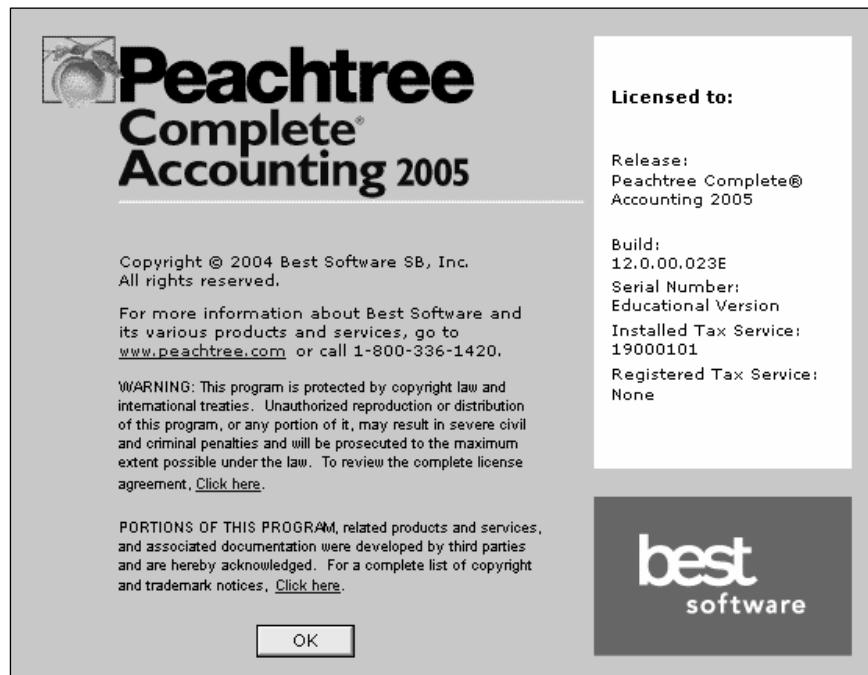 Peachtree
Complete®
Accounting 2005
Copyright © 2004 Best Software SB, Inc.
All rights reserved.
For more information about Best Software and
its various products and services, go to
www.peachtree.com or call 1-800-336-1420.
WARNING: This program is protected by copyright law and
international treaties. Unauthorized reproduction or distribution
of this program, or any portion of it, may result in severe civil
and criminal penalties and will be prosecuted to the maximum
extent possible under the law. To review the complete license
agreement, Click here.
PORTIONS OF THIS PROGRAM, related products and services,
and associated documentation were developed by third parties
and are hereby acknowledged. For a complete list of copyright
and trademark notices, Click here.
OK
Licensed to:
Release:
Peachtree Complete®
Accounting 2005
Build:
12.0.00.023E
Serial Number:
Educational Version
Installed Tax Service:
19000101
Registered Tax Service:
None
best
software